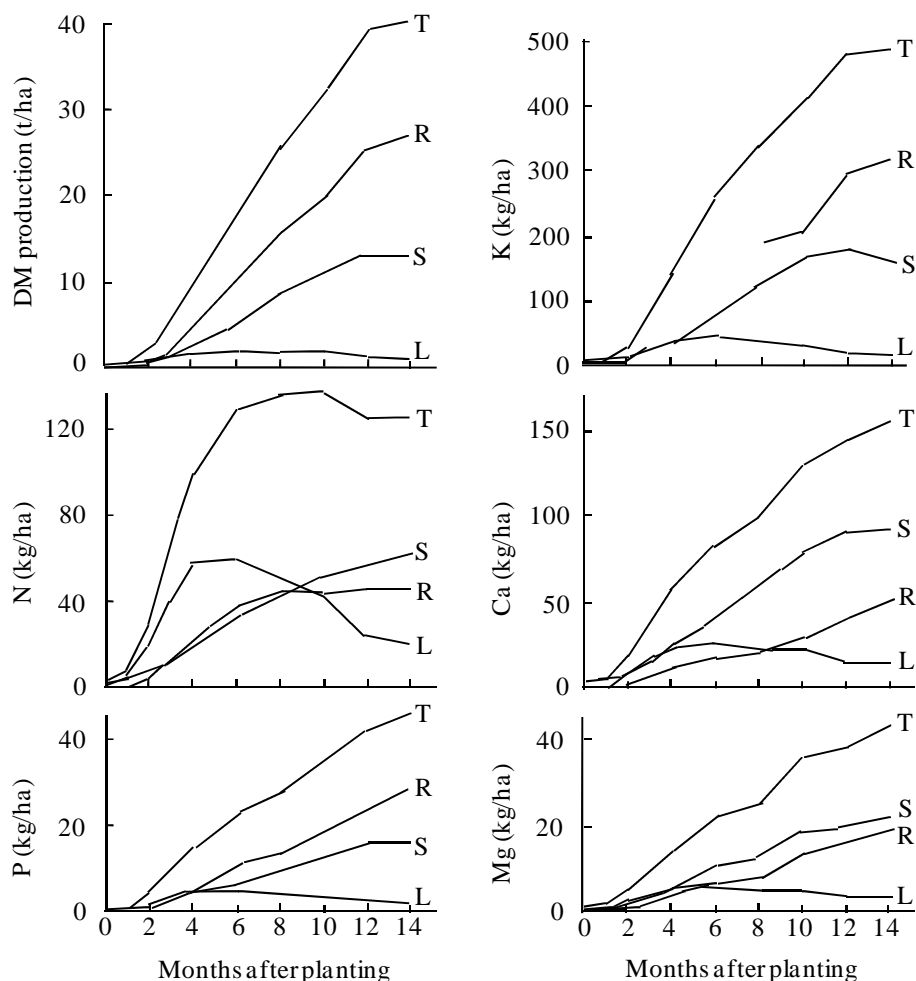 DM production (t/ha)
40
30
20
10
0
T
R
S
L
K (kg/ha)
500
400
300
200
100
0
T
R
S
L
N (kg/ha)
120
80
40
0
T
S
R
L
Ca (kg/ha)
150
100
50
0
T
S
R
L
P (kg/ha)
40
20
0
T
R
S
L
0 2 4 6 8 10 12 14
Months after planting
Mg (kg/ha)
40
20
0
T
S
R
L
0 2 4 6 8 10 12 14
Months after planting